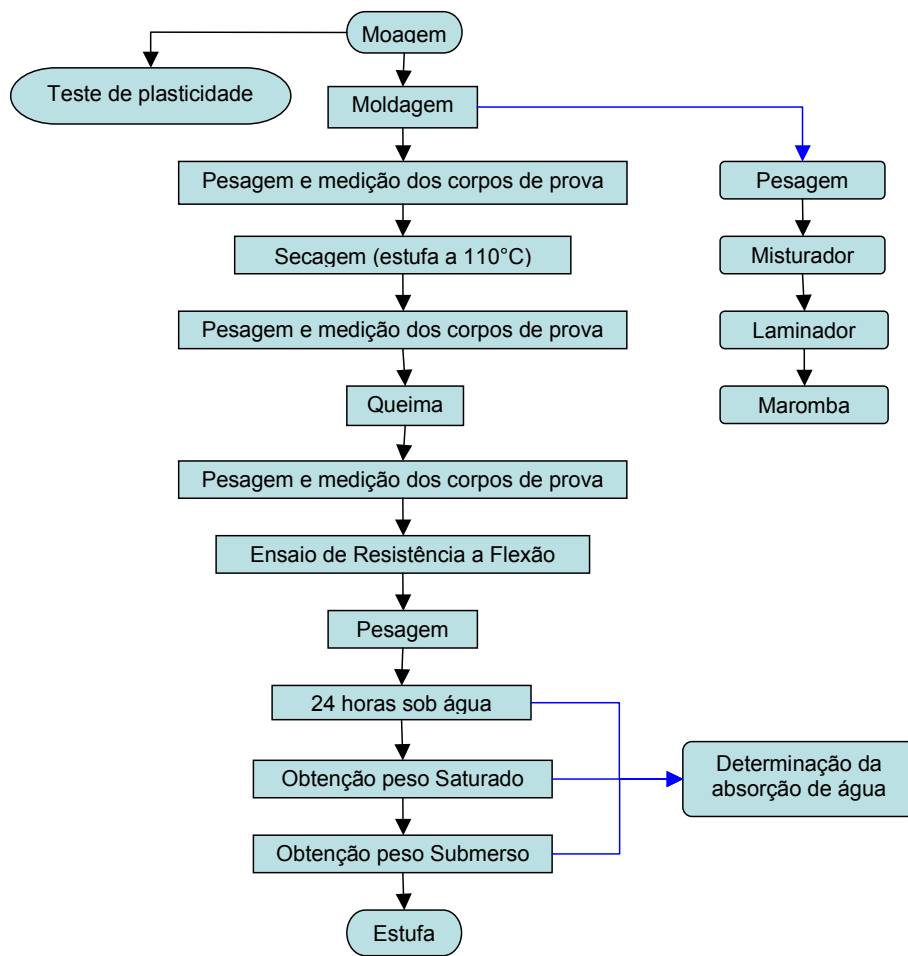 Moagem
Teste de plasticidade
Moldagem
Pesagem e medição dos corpos de prova
Pesagem
Secagem (estufa a 110°C)
Misturador
Pesagem e medição dos corpos de prova
Laminador
Queima
Maromba
Pesagem e medição dos corpos de prova
Ensaio de Resistência a Flexão
Pesagem
24 horas sob água
Obtenção peso Saturado
Determinação da
absorção de água
Obtenção peso Submerso
Estufa